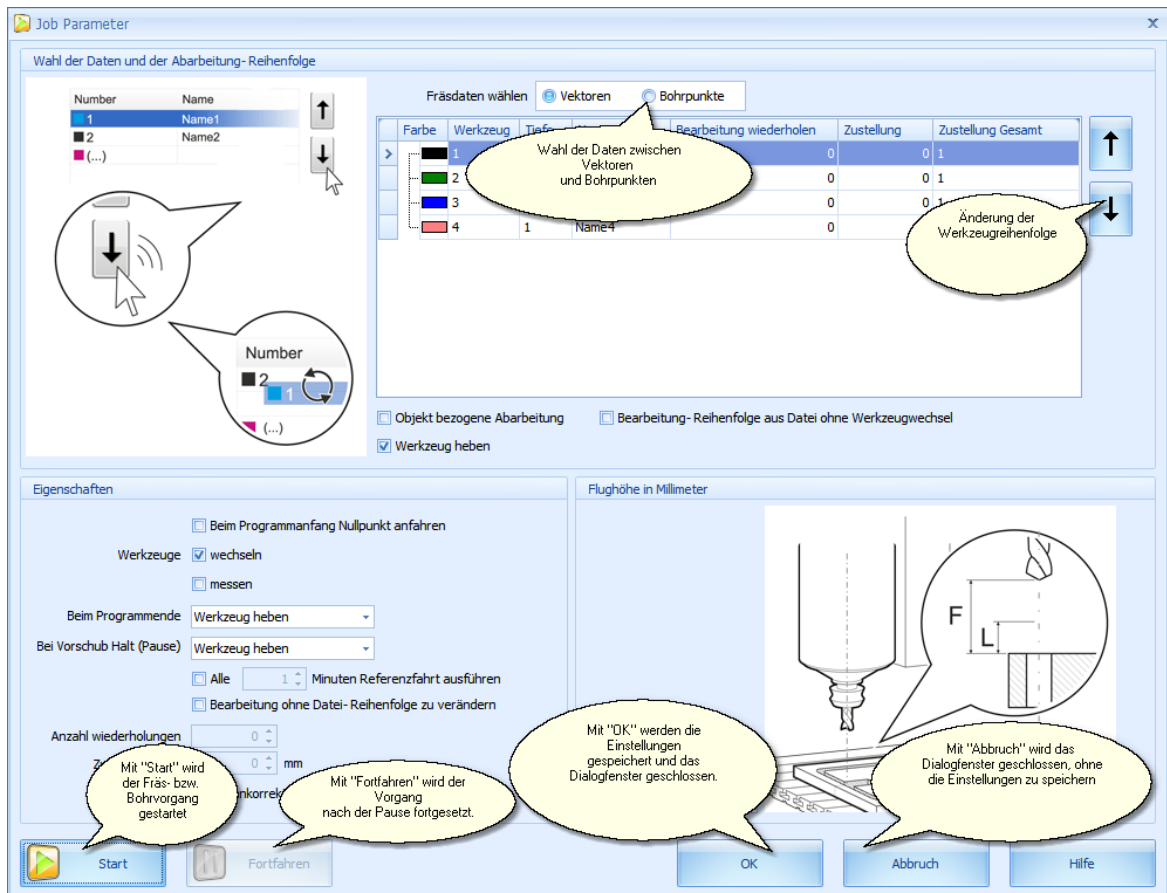 Job Parameter
x
Wahl der Daten und der Abarbeitung- Reihenfolge
Number Name
1 Name1
2 Name2
(...)
Number
2
1
(...)
Fräsdaten wählen Vektoren Bohrpunkte
Farbe Werkzeug Tiefe Bearbeitung wiederholen Zustellung Zustellung Gesamt
1 0 0 1
2 0 0 1
3 0 0 1
4 1 Name4 0
Wahl der Daten zwischen
Vektoren
und Bohrpunkten
Änderung der
Werkzeugreihenfolge
Objekt bezogene Abarbeitung Bearbeitung- Reihenfolge aus Datei ohne Werkzeugwechsel
Werkzeug heben
Eigenschaften
Beim Programmanfang Nullpunkt anfahren
Werkzeuge wechseln
messen
Beim Programmende Werkzeug heben
Bei Vorschub Halt (Pause) Werkzeug heben
Alle 1 Minuten Referenzfahrt ausführen
Bearbeitung ohne Datei- Reihenfolge zu verändern
Anzahl wiederholungen 0
0 mm
Flughöhe in Millimeter
F
L
Mit "Start" wird
der Fräs- bzw.
Bohrvorgang
gestartet
Mit "Fortfahren" wird der
Vorgang
nach der Pause fortgesetzt.
Mit "OK" werden die
Einstellungen
gespeichert und das
Dialogfenster geschlossen.
Mit "Abbruch" wird das
Dialogfenster geschlossen, ohne
die Einstellungen zu speichern
Start Fortfahren OK Abbruch Hilfe